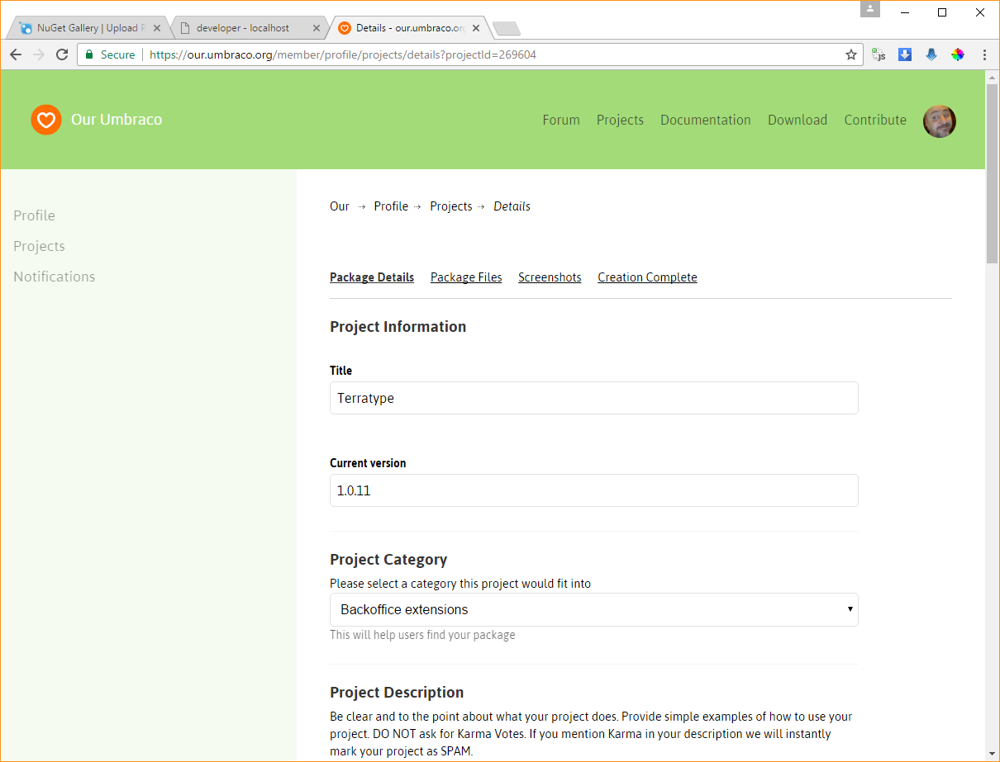 NuGet Gallery | Upload P
developer - localhost
Details - our.umbraco.org
Secure
https://our.umbraco.org/member/profile/projects/details?projectId=269604
js
Our Umbraco
Forum
Projects
Documentation
Download
Contribute
Profile
Projects
Notifications
Our → Profile → Projects → Details
Package Details
Package Files
Screenshots
Creation Complete
Project Information
Title
Terratype
Current version
1.0.11
Project Category
Please select a category this project would fit into
Backoffice extensions
This will help users find your package
Project Description
Be clear and to the point about what your project does. Provide simple examples of how to use your
project. DO NOT ask for Karma Votes. If you mention Karma in your description we will instantly
mark your project as SPAM.